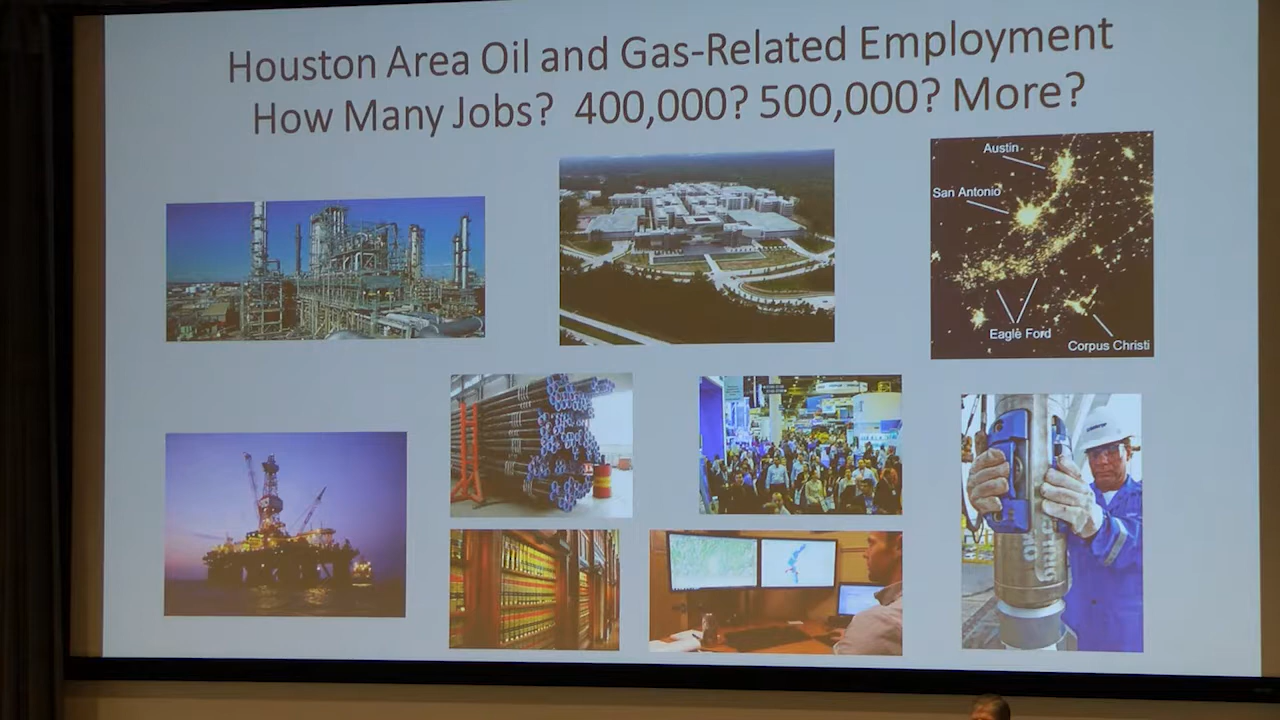 Houston Area Oil and Gas-Related Employment
How Many Jobs? 400,000? 500,000? More?
Austin
San Antonio
Eagle Ford
Corpus Christi